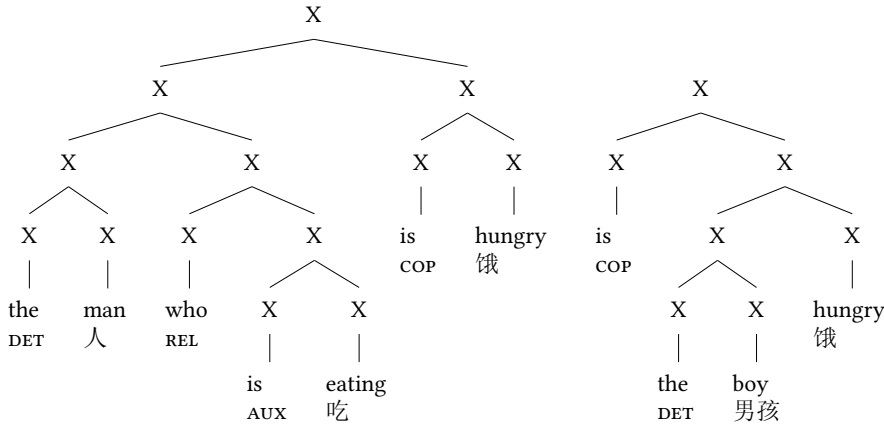 X
X X X
X X X X X X
X X X X is hungry is X X
COP 饿 COP
the man who X X X X hungry
DET 人 REL 饿
is eating the boy
AUX 吃 DET 男孩